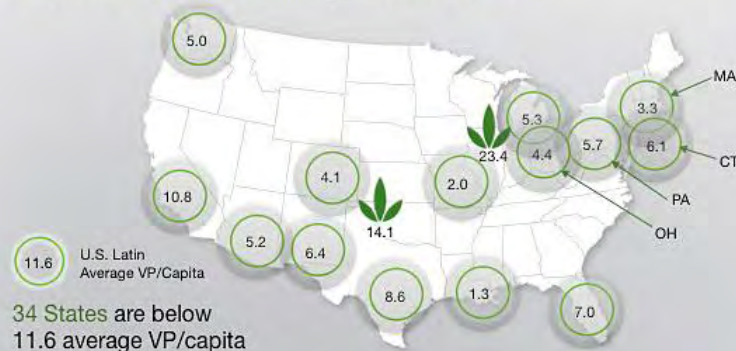 5.0
MA
3.3
5.3
23.4
4.4
5.7
6.1
CT
4.1
2.0
10.8
PA
OH
14.1
5.2
6.4
11.6
U.S. Latin
Average VP/Capita
8.6
1.3
7.0
34 States are below
11.6 average VP/capita